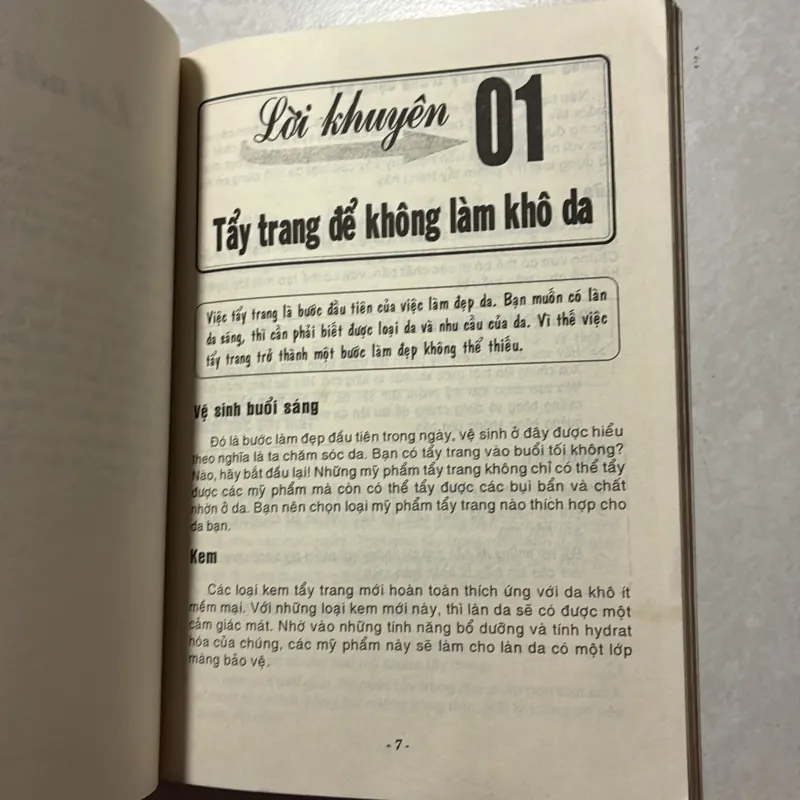 Lời khuyên 01
Tẩy trang để không làm khô da
Việc tẩy trang là bước đầu tiên của việc làm đẹp da. Bạn muốn có làn
da sáng, thì cần phải biết được loại da và nhu cầu của da. Vì thế việc
tẩy trang trở thành một bước làm đẹp không thể thiếu.
Vệ sinh buổi sáng
Đó là bước làm đẹp đầu tiên trong ngày, vệ sinh ở đây được hiểu
theo nghĩa là ta chăm sóc da. Bạn có tẩy trang vào buổi tối không?
Nào, hãy bắt đầu lại! Những mỹ phẩm tẩy trang không chỉ có thể tẩy
được các mỹ phẩm mà còn có thể tẩy được các bụi bẩn và chất
nhờn ở da. Bạn nên chọn loại mỹ phẩm tẩy trang nào thích hợp cho
da bạn.
Kem
Các loại kem tẩy trang mới hoàn toàn thích ứng với da khô ít
mềm mại. Với những loại kem mới này, thì làn da sẽ có được một
cảm giác mát. Nhờ vào những tính năng bổ dưỡng và tính hydrat
hóa của chúng, các mỹ phẩm này sẽ làm cho làn da có một lớp
màng bảo vệ.
- 7 -